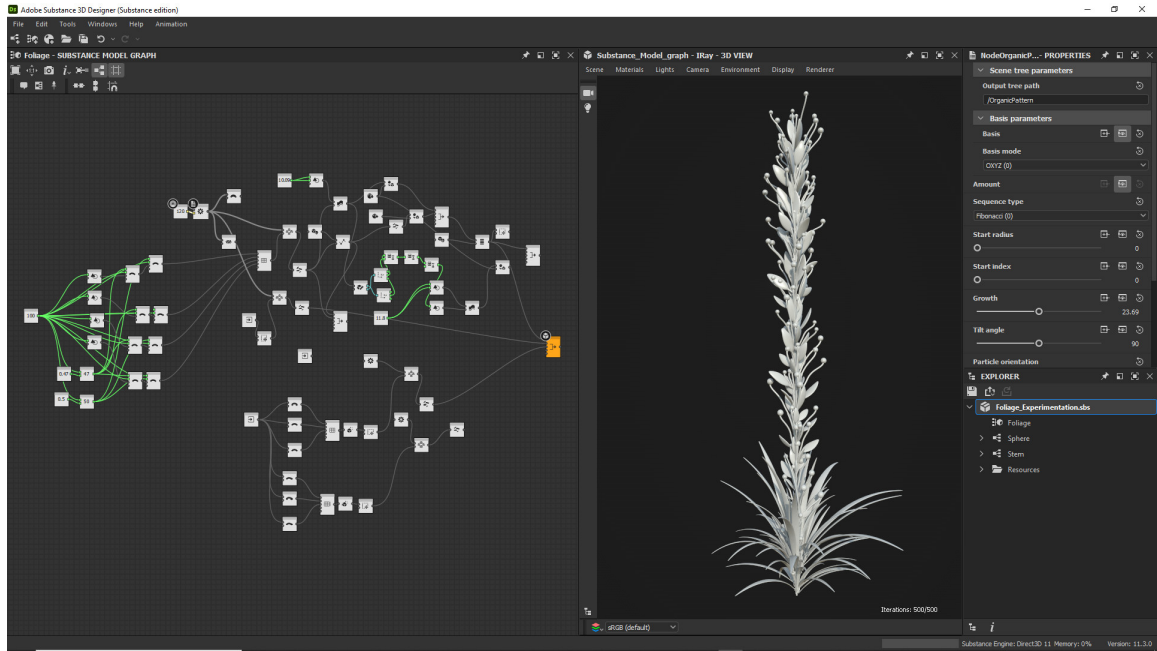 Ds Adobe Substance 3D Designer (Substance edition)
File Edit Tools Windows Help Animation
Foliage - SUBSTANCE MODEL GRAPH
10.09
120
100
11.8
0.47 47
0.5 50
Substance_Model_graph - IRay - 3D VIEW
Scene Materials Lights Camera Environment Display Renderer
Iterations: 500/500
sRGB (default)
NodeOrganicP...- PROPERTIES
Scene tree parameters
Output tree path
/OrganicPattern
Basis parameters
Basis
Basis mode
OXYZ (0)
Amount
Sequence type
Fibonacci (0)
Start radius
0
Start index
0
Growth
23.69
Tilt angle
90
Particle orientation
EXPLORER
Foliage_Experimentation.sbs
Foliage
Sphere
Stem
Resources
Substance Engine: Direct3D 11 Memory: 0% Version: 11.3.0